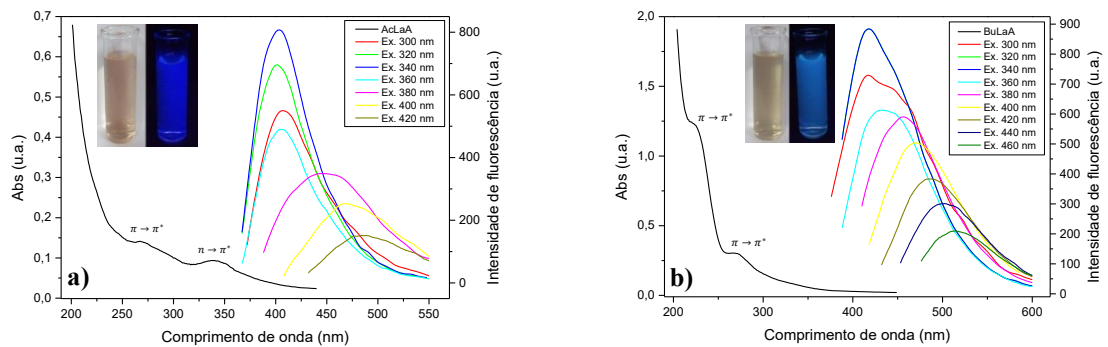 AcLaA
Ex. 300 nm
Ex. 320 nm
Ex. 340 nm
Ex. 360 nm
Ex. 380 nm
Ex. 400 nm
Ex. 420 nm
0,7
0,6
0,5
0,4
0,3
0,2
0,1
0,0
Abs (u.a.)
800
600
400
200
0
Intensidade de fluorescência (u.a.)
π → π*
n → π*
a)
200 250 300 350 400 450 500 550
Comprimento de onda (nm)
BuLaA
Ex. 300 nm
Ex. 320 nm
Ex. 340 nm
Ex. 360 nm
Ex. 380 nm
Ex. 400 nm
Ex. 420 nm
Ex. 440 nm
Ex. 460 nm
2,0
1,5
1,0
0,5
0,0
Abs (u.a.)
900
800
700
600
500
400
300
200
100
0
Intensidade de fluorescência (u.a.)
π → π*
π → π*
b)
200 300 400 500 600
Comprimento de onda (nm)